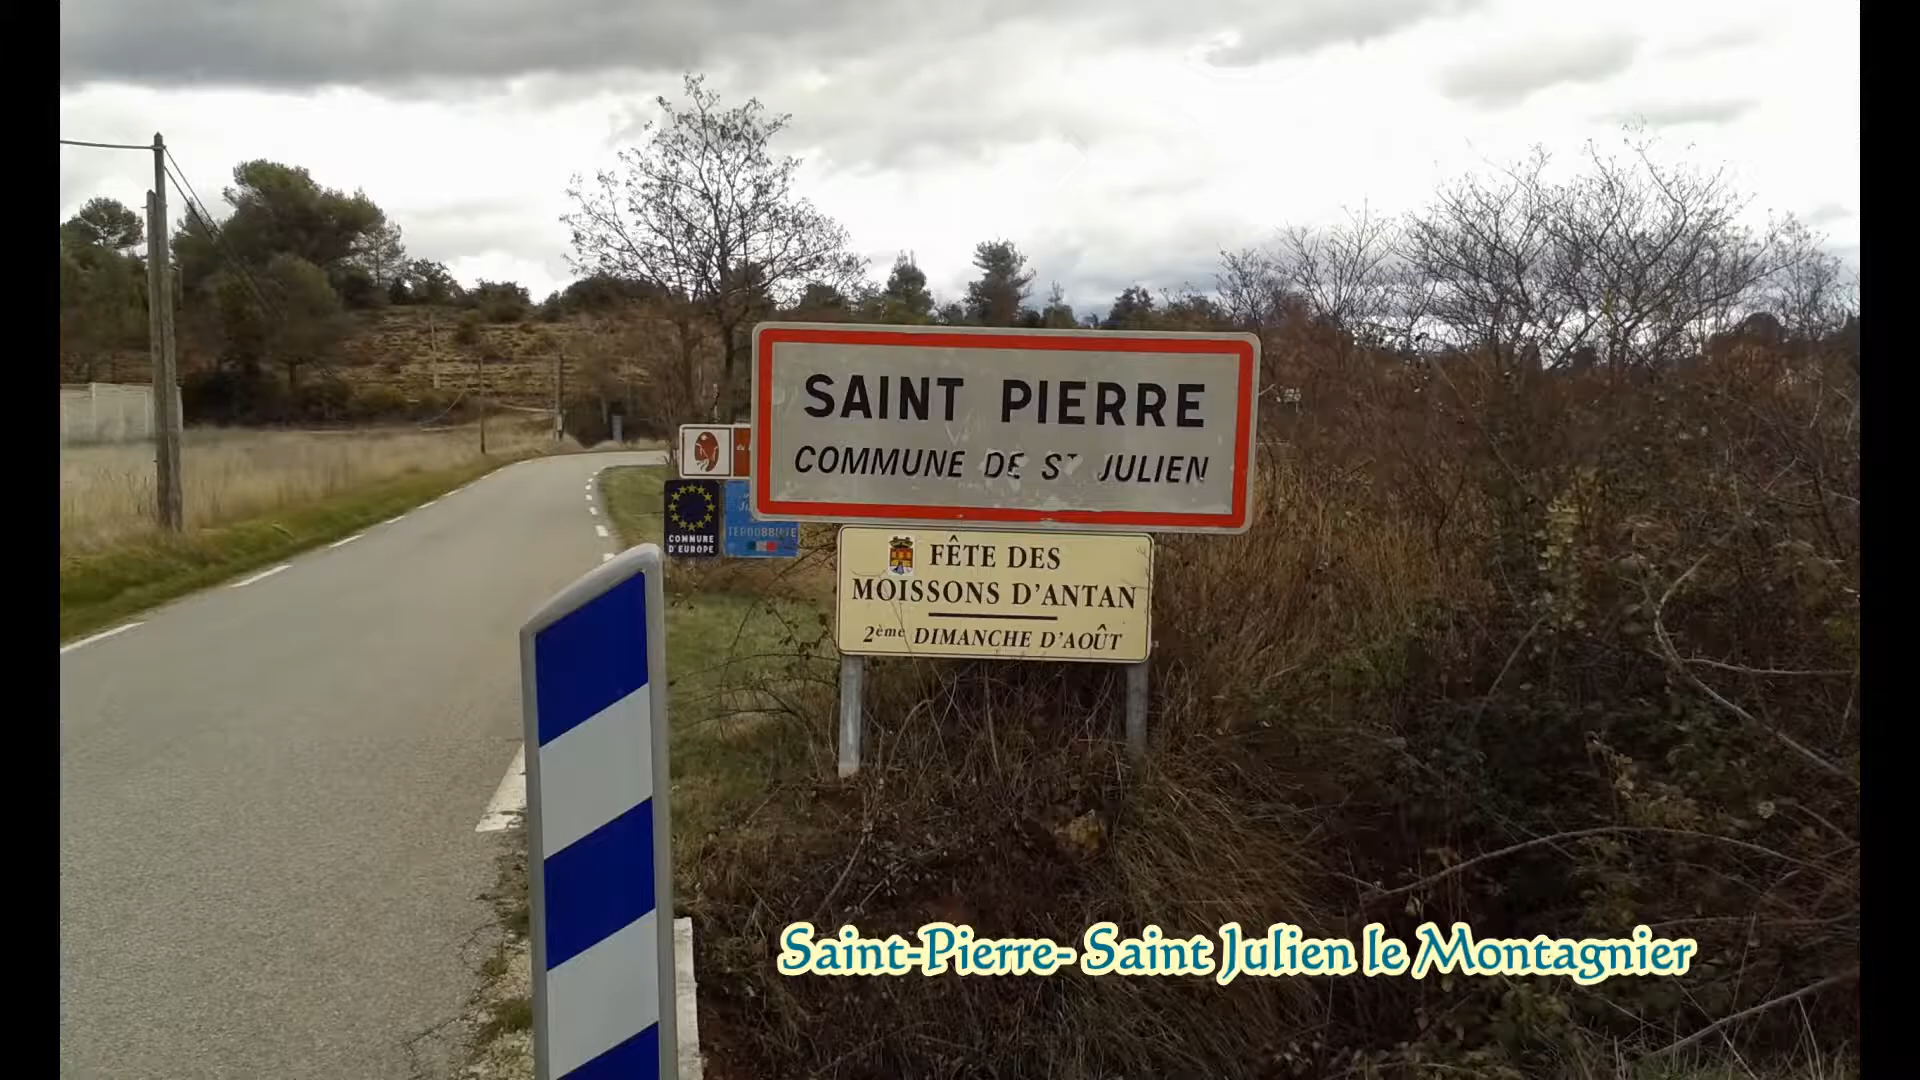 SAINT PIERRE
COMMUNE DE ST JULIEN
COMMUNE
D'EUROPE
FÊTE DES
MOISSONS D'ANTAN
2ème DIMANCHE D'AOÛT
Saint-Pierre- Saint Julien le Montagnier